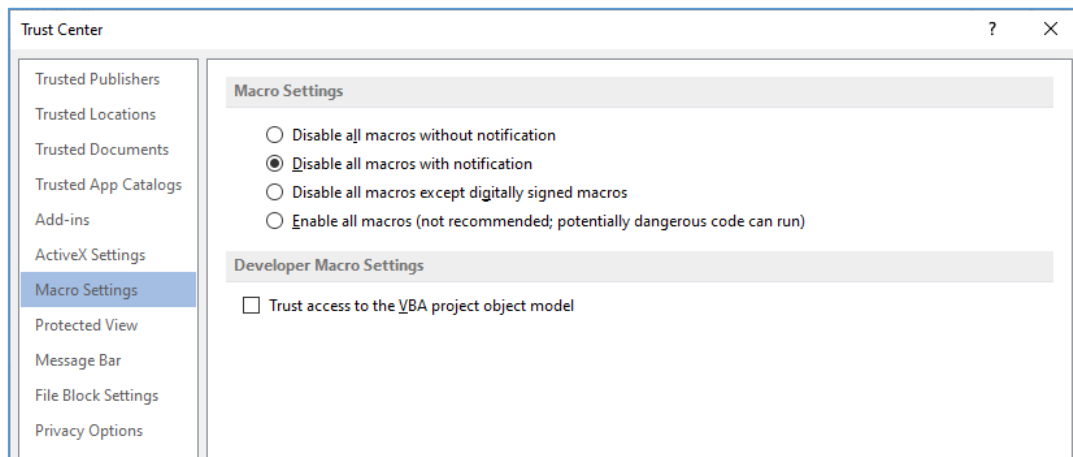 Trust Center
?
Trusted Publishers
Trusted Locations
Trusted Documents
Trusted App Catalogs
Add-ins
ActiveX Settings
Macro Settings
Protected View
Message Bar
File Block Settings
Privacy Options
Macro Settings
Disable all macros without notification
Disable all macros with notification
Disable all macros except digitally signed macros
Enable all macros (not recommended; potentially dangerous code can run)
Developer Macro Settings
Trust access to the VBA project object model